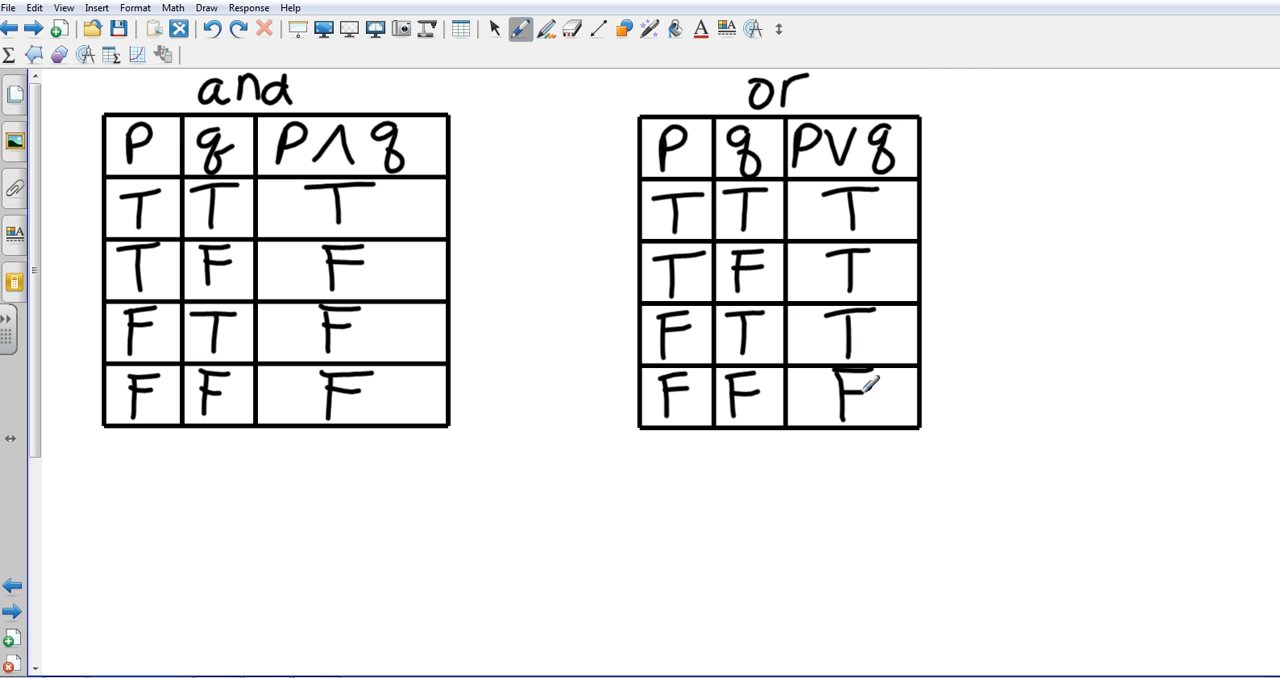 File Edit View Insert Format Math Draw Response Help
and
P q P ∧ q
T T T
T F F
F T F
F F F
or
P q P V q
T T T
T F T
F T T
F F F